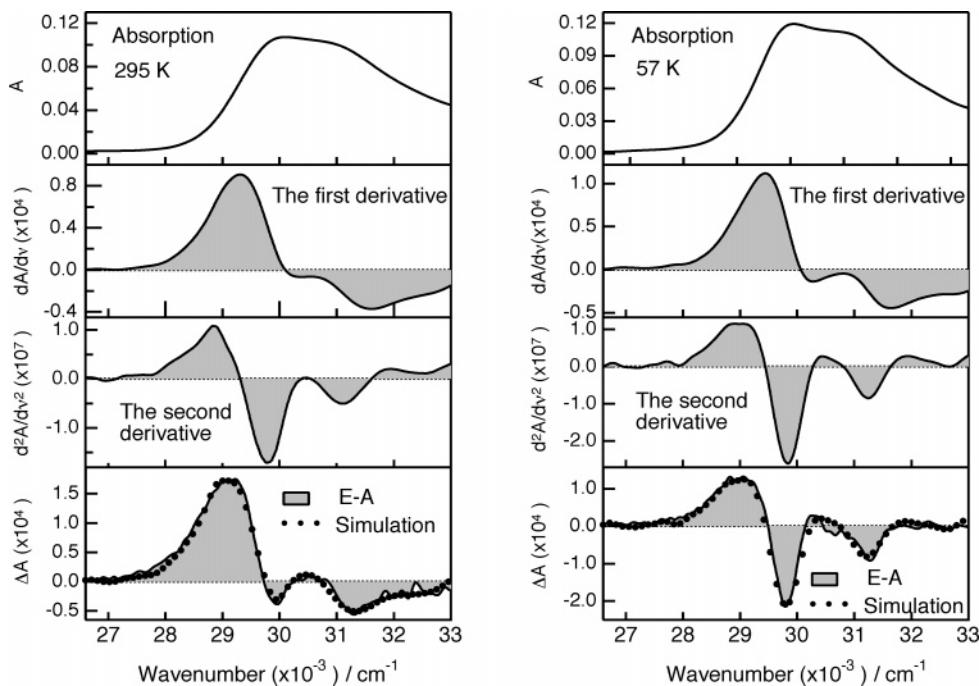 0.12
0.08
0.04
0.00
A
Absorption
295 K
0.8
0.4
0.0
-0.4
dA/dν (x10⁴)
The first derivative
1.0
0.0
-1.0
d²A/dν² (x10⁷)
The second
derivative
1.5
1.0
0.5
0.0
-0.5
ΔA (x10⁴)
E-A
Simulation
27 28 29 30 31 32 33
Wavenumber (x10⁻³) / cm⁻¹
0.12
0.09
0.06
0.03
0.00
A
Absorption
57 K
1.0
0.5
0.0
-0.5
dA/dν(x10⁴)
The first derivative
1.0
0.0
-1.0
-2.0
d²A/dν² (x10⁷)
The second
derivative
1.0
0.0
-1.0
-2.0
ΔA (x10⁴)
E-A
Simulation
27 28 29 30 31 32 33
Wavenumber (x10⁻³) / cm⁻¹